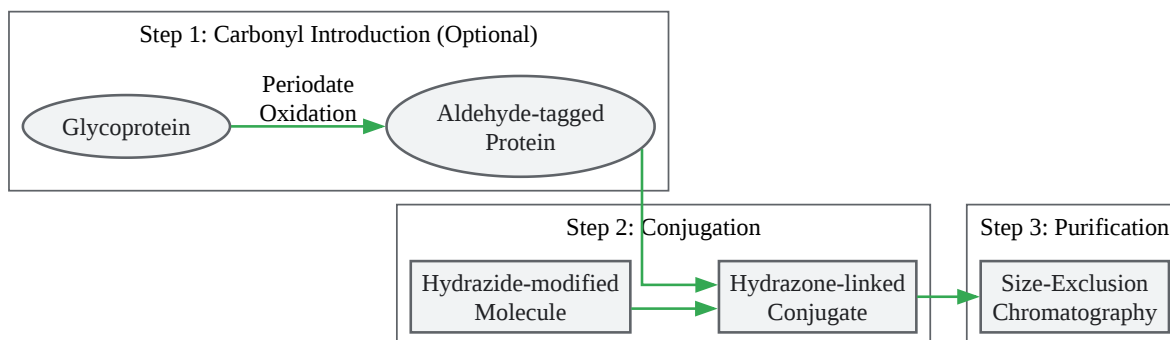 Step 1: Carbonyl Introduction (Optional)
Glycoprotein
Periodate
Oxidation
Aldehyde-tagged
Protein
Step 2: Conjugation
Hydrazide-modified
Molecule
Hydrazone-linked
Conjugate
Step 3: Purification
Size-Exclusion
Chromatography